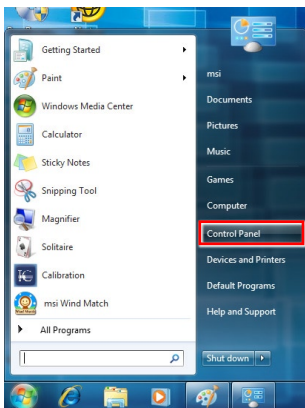 Getting Started
Paint
Windows Media Center
Calculator
Sticky Notes
Snipping Tool
Magnifier
Solitaire
Calibration
msi Wind Match
All Programs
msi
Documents
Pictures
Music
Games
Computer
Control Panel
Devices and Printers
Default Programs
Help and Support
Shut down